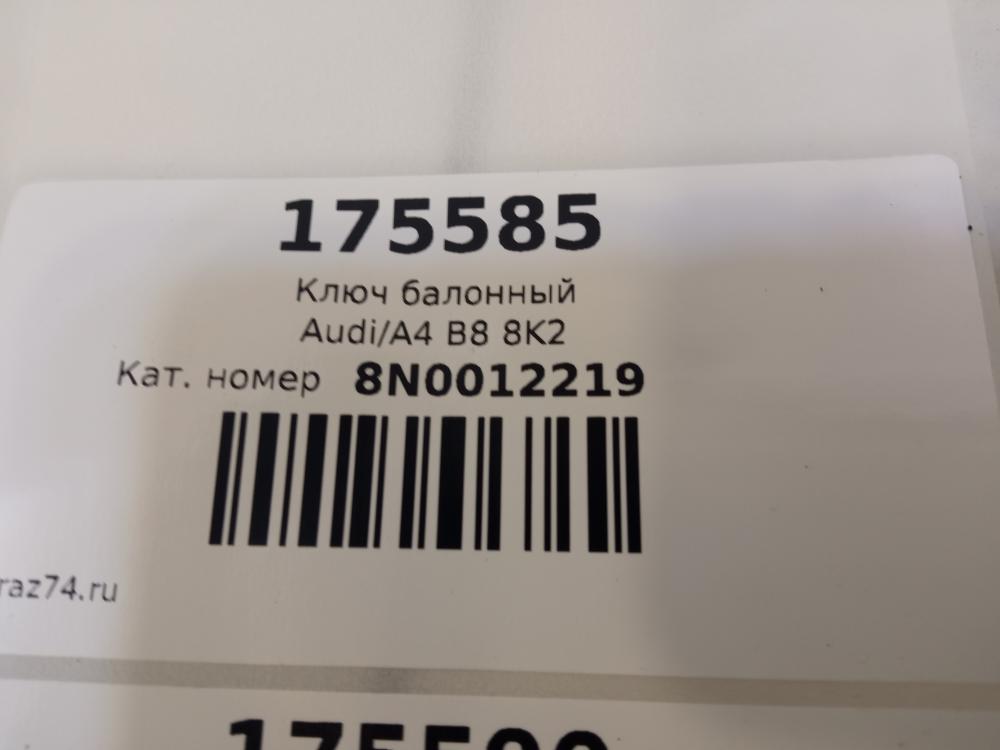 175585
Ключ балонный
Audi/A4 B8 8K2
Кат. номер 8N0012219
raz74.ru